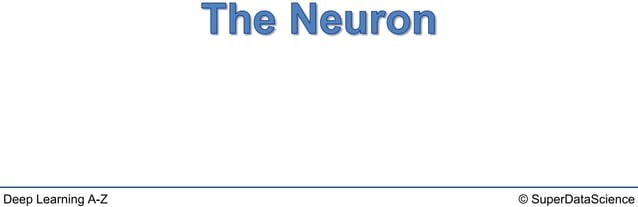 The Neuron
Deep Learning A-Z
© SuperDataScience